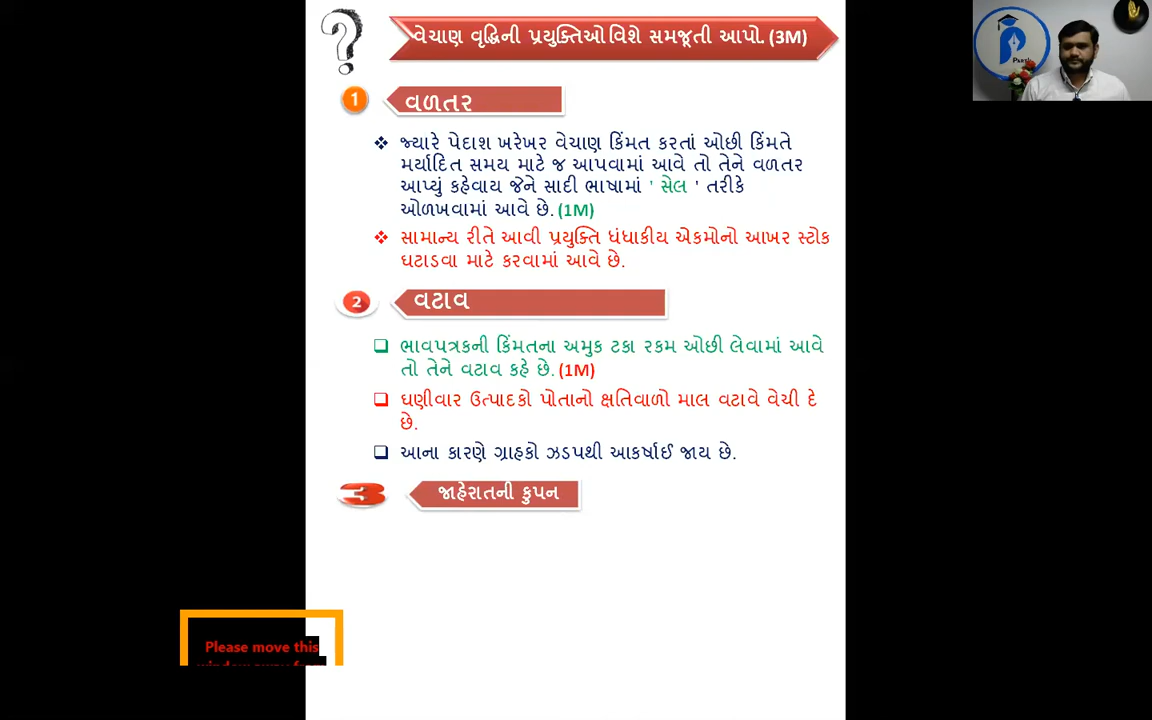 વેચાણ વૃદ્ધિની પ્રયુક્તિઓ વિશે સમજૂતી આપો. (3M)
1 વળતર
જ્યારે પેદાશ ખરેખર વેચાણ કિંમત કરતાં ઓછી કિંમતે
મર્યાદિત સમય માટે જ આપવામાં આવે તો તેને વળતર
આપ્યું કહેવાય જેને સાદી ભાષામાં ' સેલ ' તરીકે
ઓળખવામાં આવે છે. (1M)
સામાન્ય રીતે આવી પ્રયુક્તિ ધંધાકીય એકમોનો આખર સ્ટોક
ઘટાડવા માટે કરવામાં આવે છે.
2 વટાવ
ભાવપત્રકની કિંમતના અમુક ટકા રકમ ઓછી લેવામાં આવે
તો તેને વટાવ કહે છે. (1M)
ઘણીવાર ઉત્પાદકો પોતાનો ક્ષતિવાળો માલ વટાવે વેચી દે
છે.
આના કારણે ગ્રાહકો ઝડપથી આકર્ષાઈ જાય છે.
3 જાહેરાતની કુપન
Please move this